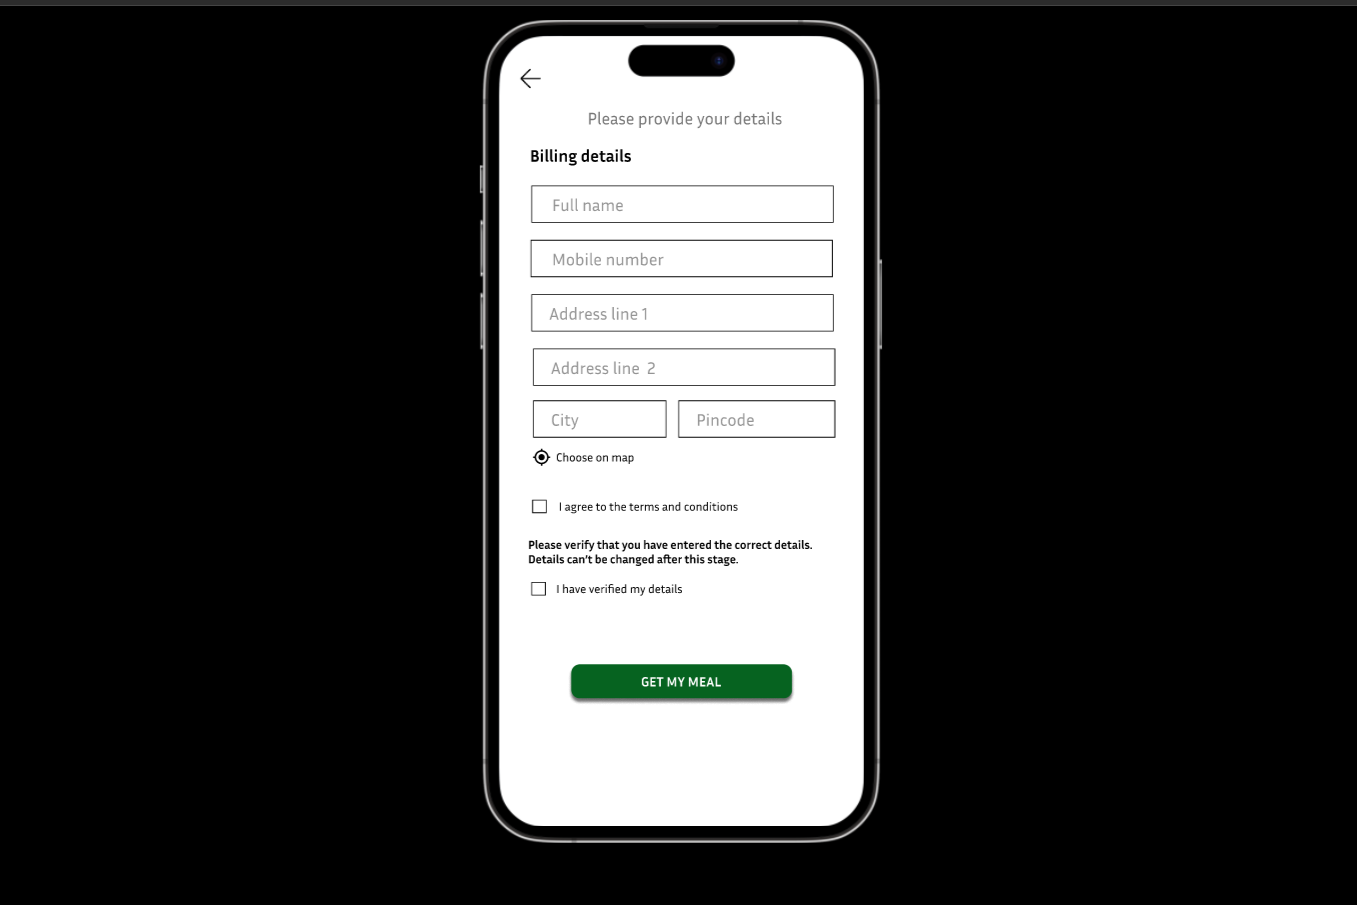 Please provide your details
Billing details
Full name
Mobile number
Address line 1
Address line 2
City
Pincode
Choose on map
I agree to the terms and conditions
Please verify that you have entered the correct details.
Details can't be changed after this stage.
I have verified my details
GET MY MEAL